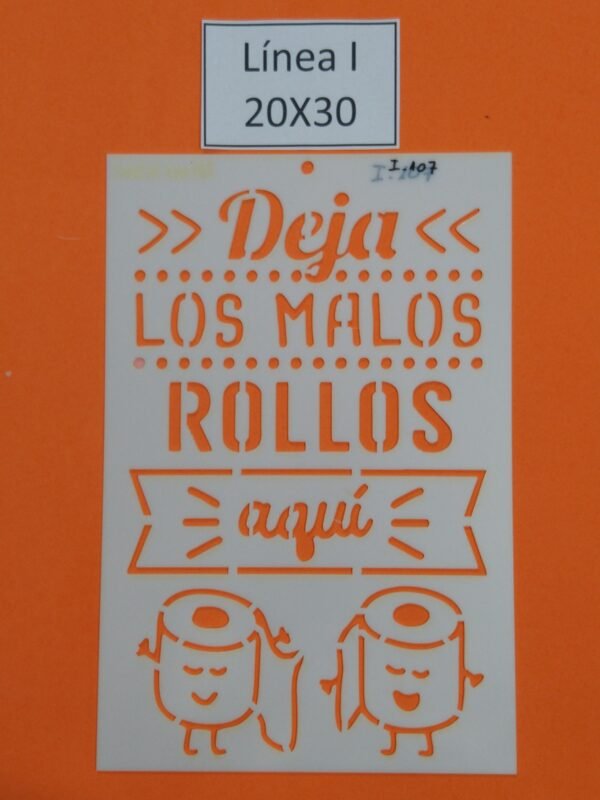 Línea I
20X30
I.107
>> Deja <<
LOS MALOS
ROLLOS
aquí